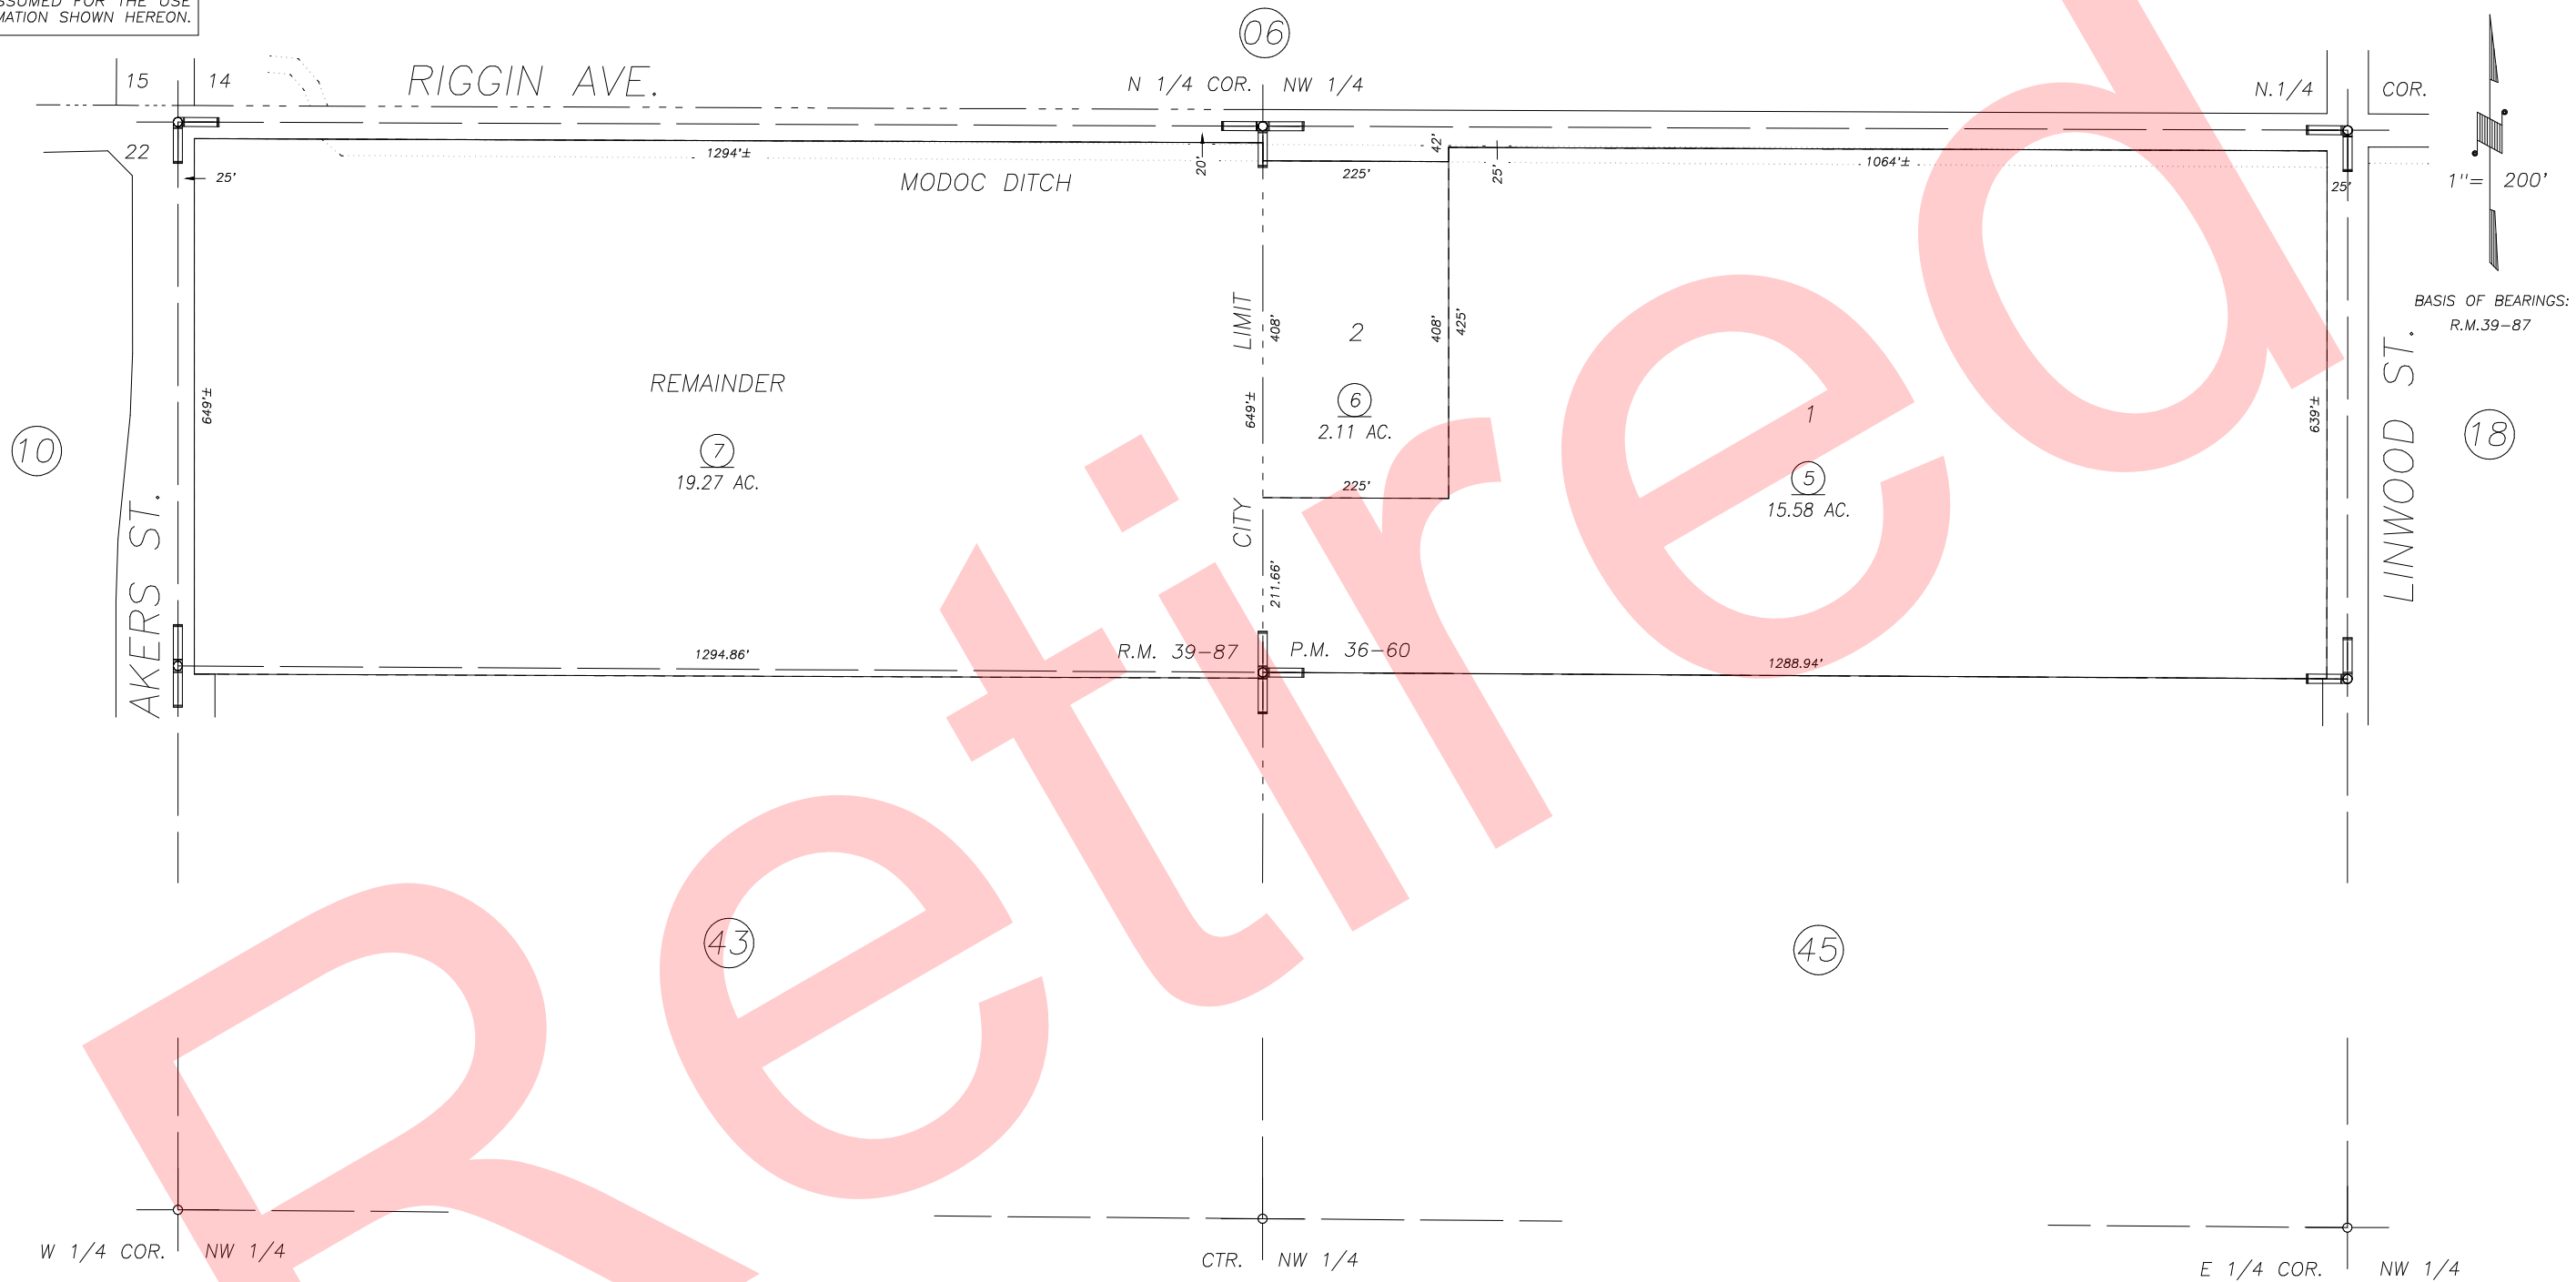 SSUMED FOR THE USE
MATION SHOWN HEREON.
06
15
14
RIGGIN AVE.
N 1/4 COR. NW 1/4
N.1/4 COR.
22
25'
1294'±
20'
MODOC DITCH
42'
225'
25'
1064'±
25'
1"= 200'
BASIS OF BEARINGS:
R.M.39-87
LIMIT
408'
2
408'
425'
REMAINDER
649'±
649'±
6
2.11 AC.
1
639'±
LINWOOD ST.
10
7
19.27 AC.
18
225'
5
15.58 AC.
CITY
AKERS ST.
211.66'
1294.86'
R.M. 39-87
P.M. 36-60
1288.94'
43
45
W 1/4 COR. NW 1/4
CTR. NW 1/4
E 1/4 COR. NW 1/4
Retired